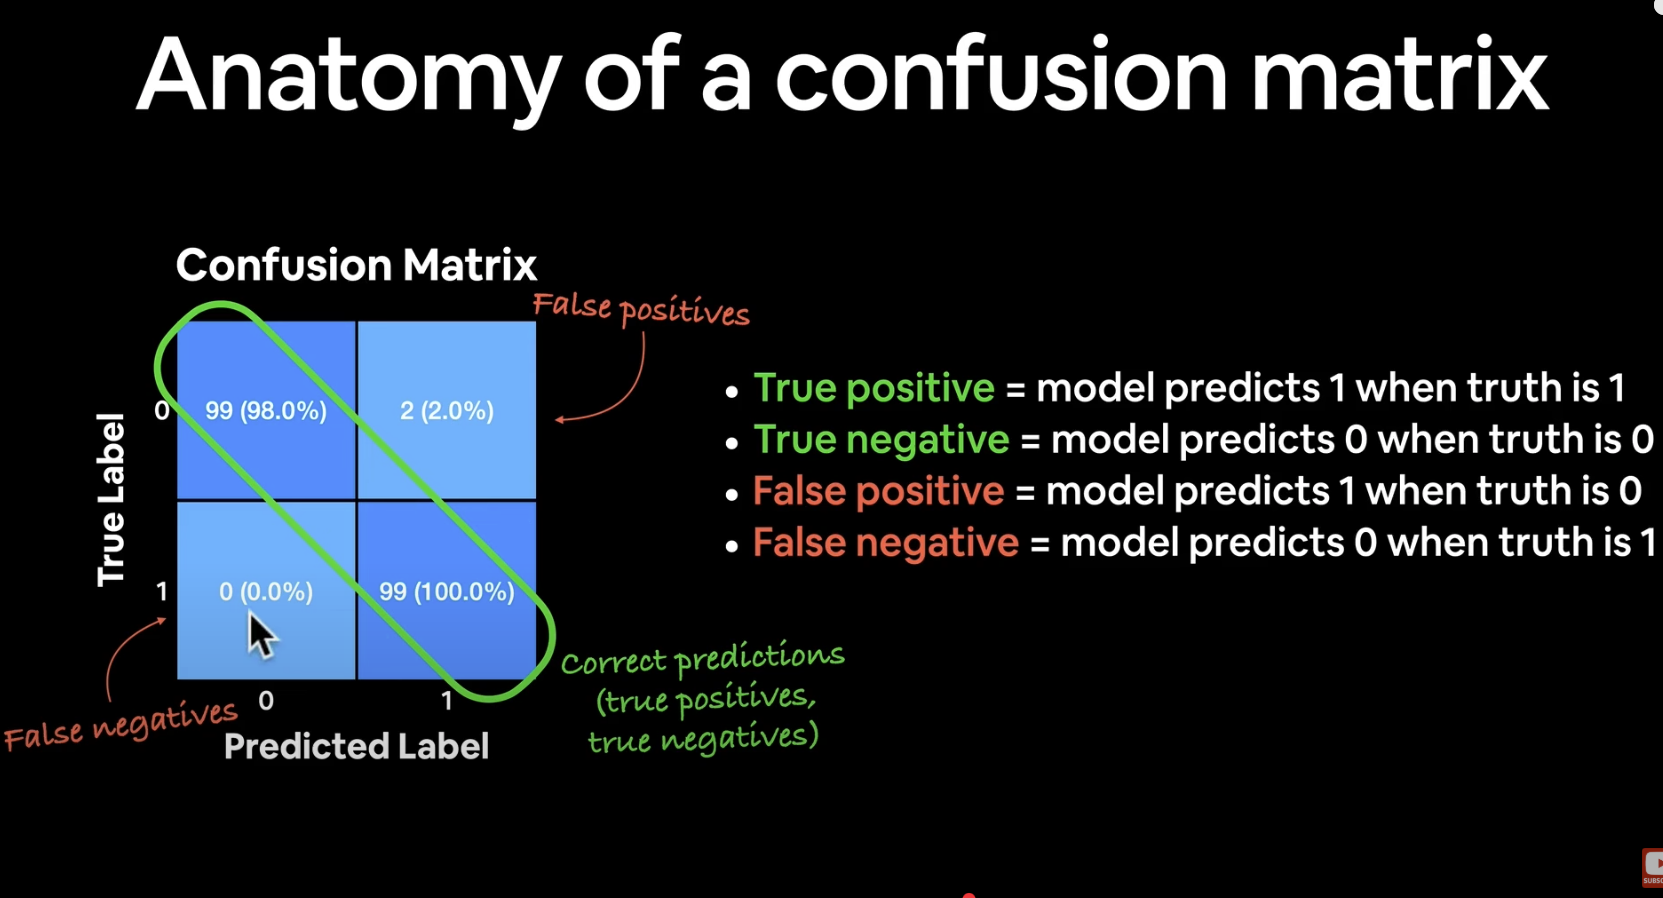 Anatomy of a confusion matrix
Confusion Matrix
False positives
True Label
0
99 (98.0%)
2 (2.0%)
1
0 (0.0%)
99 (100.0%)
0
1
Predicted Label
False negatives
Correct predictions
(true positives,
true negatives)
• True positive = model predicts 1 when truth is 1
• True negative = model predicts 0 when truth is 0
• False positive = model predicts 1 when truth is 0
• False negative = model predicts 0 when truth is 1